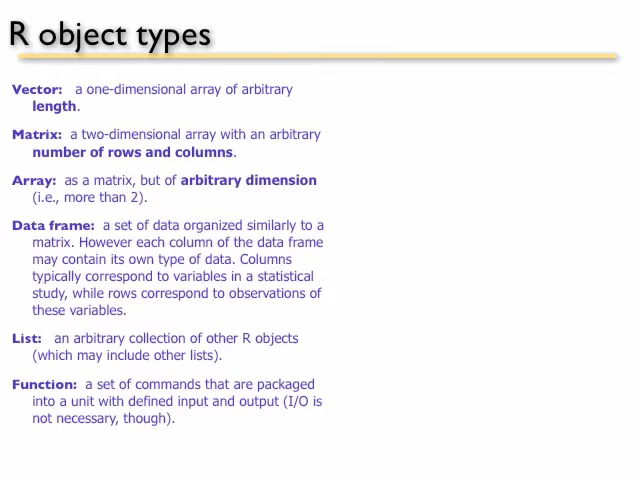 R object types
Vector: a one-dimensional array of arbitrary
length.
Matrix: a two-dimensional array with an arbitrary
number of rows and columns.
Array: as a matrix, but of arbitrary dimension
(i.e., more than 2).
Data frame: a set of data organized similarly to a
matrix. However each column of the data frame
may contain its own type of data. Columns
typically correspond to variables in a statistical
study, while rows correspond to observations of
these variables.
List: an arbitrary collection of other R objects
(which may include other lists).
Function: a set of commands that are packaged
into a unit with defined input and output (I/O is
not necessary, though).